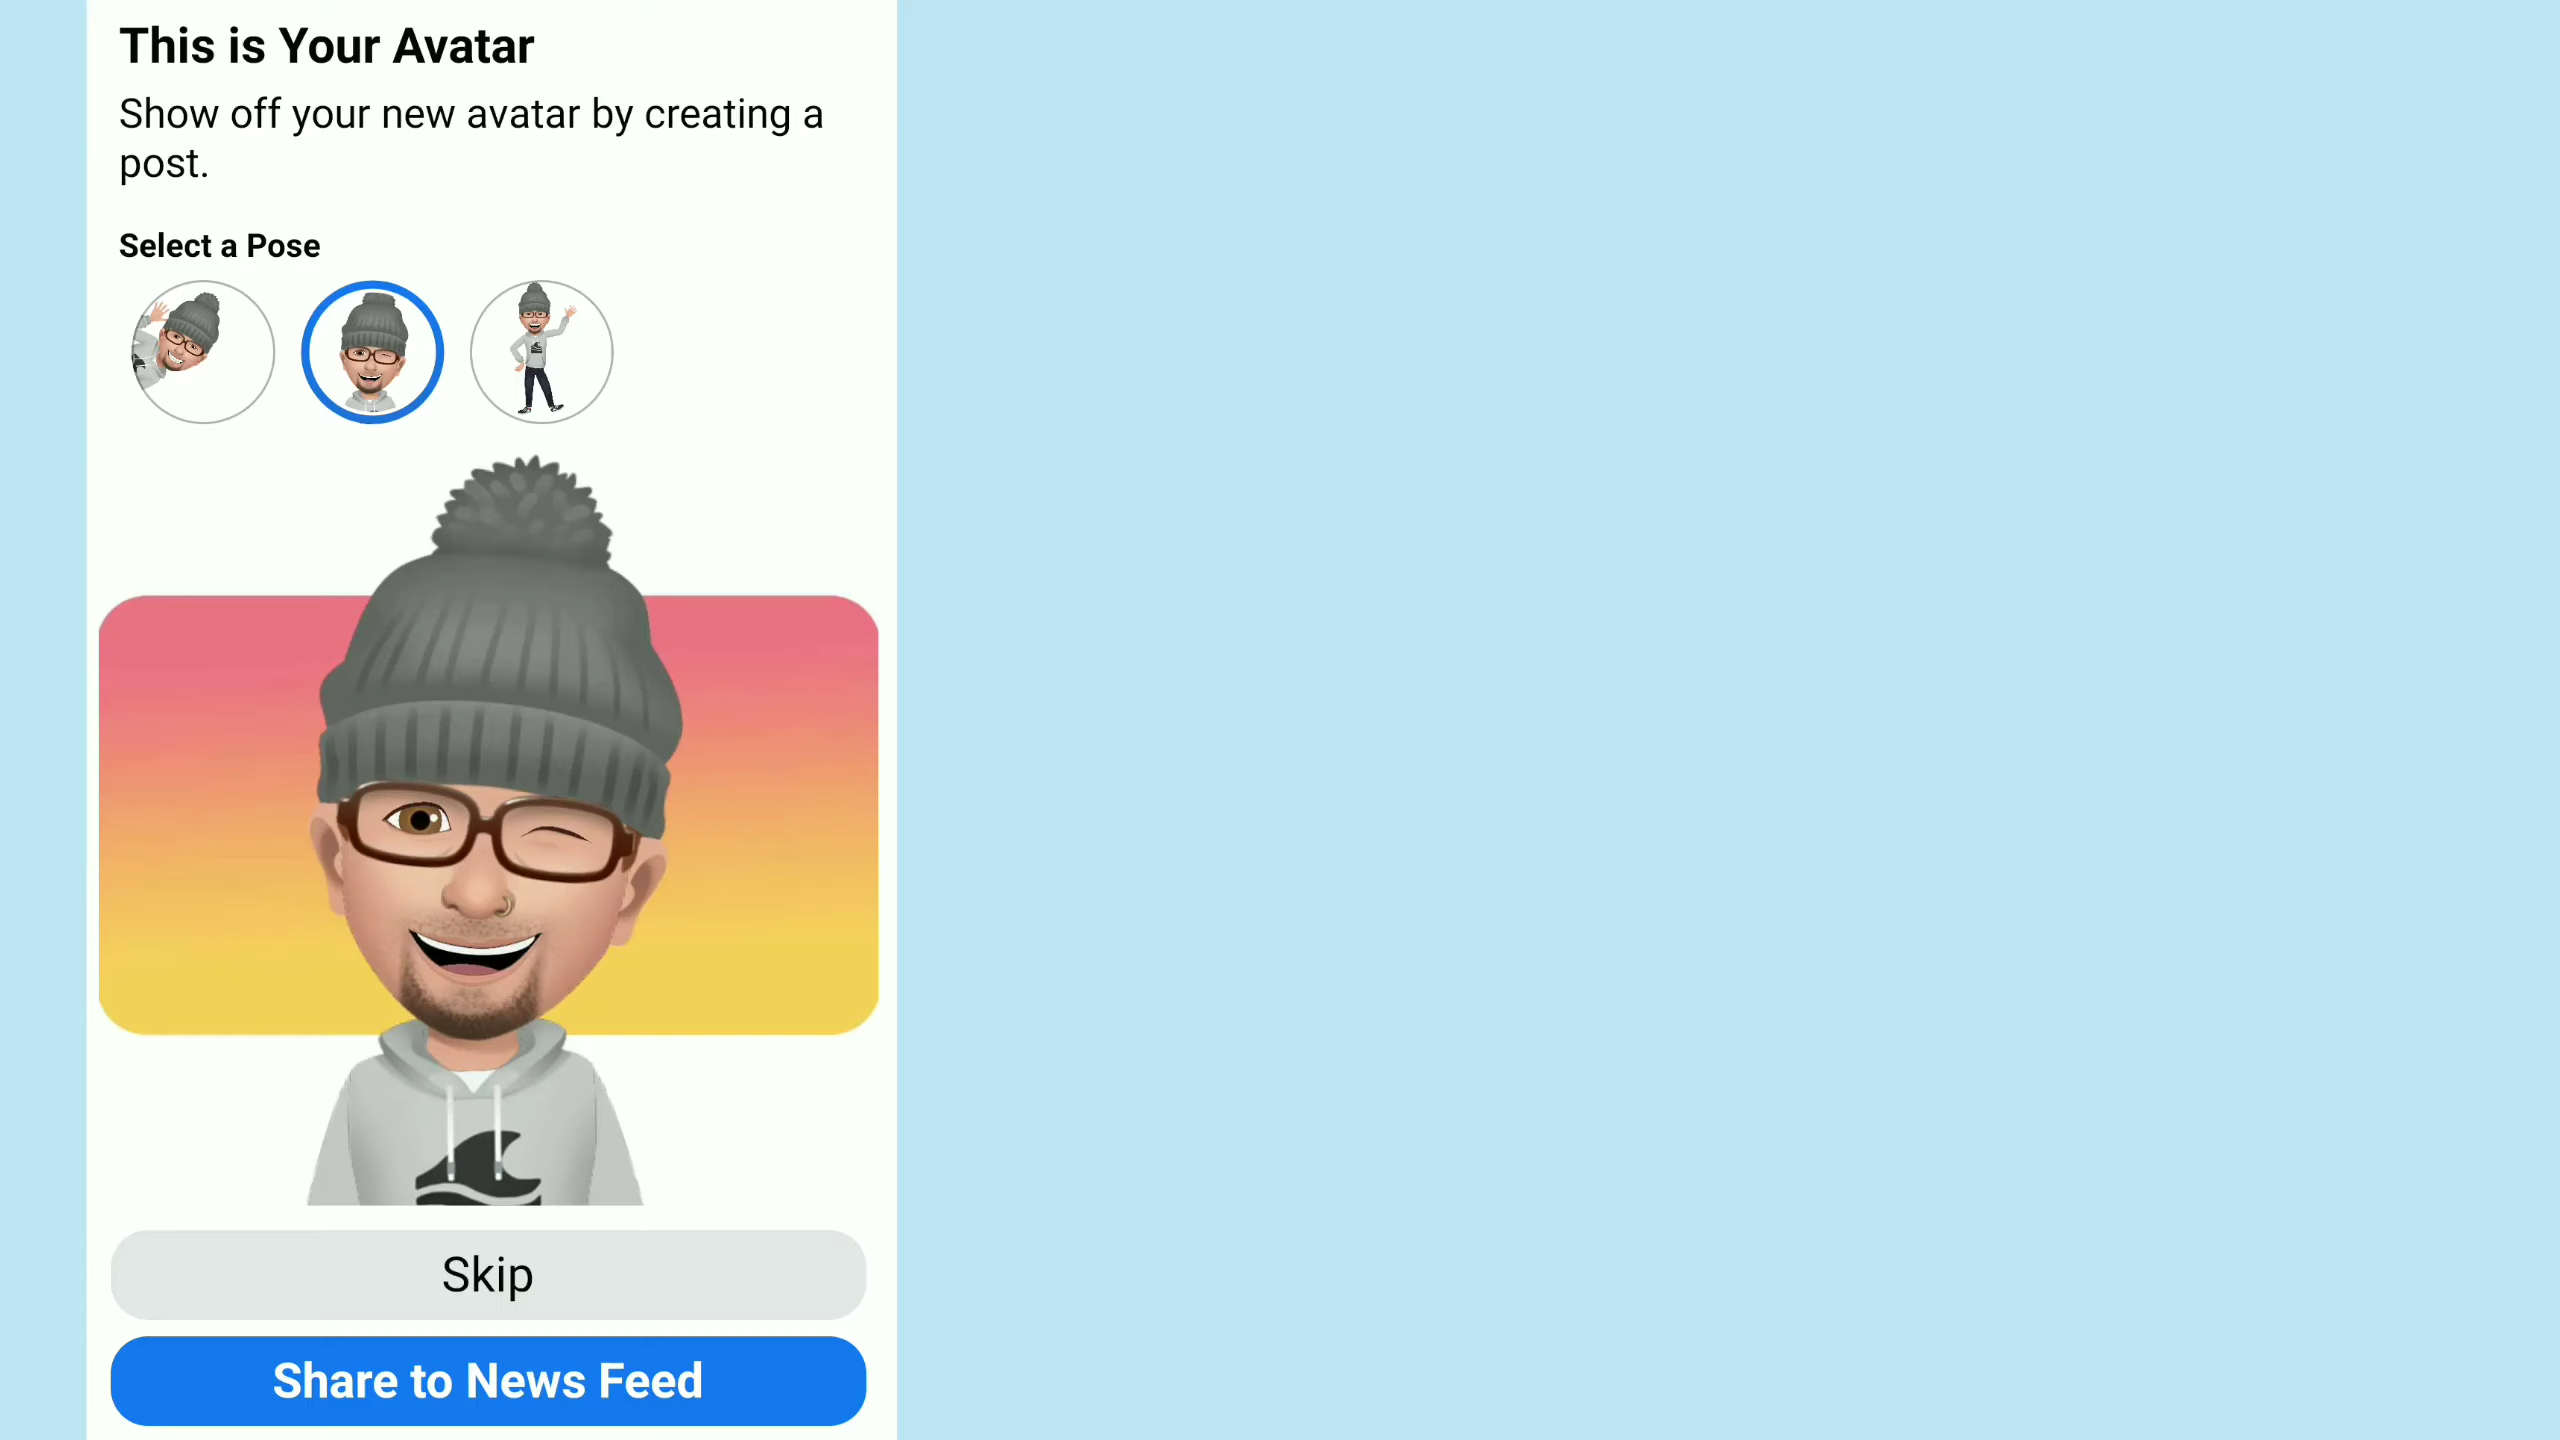 This is Your Avatar
Show off your new avatar by creating a
post.
Select a Pose
Skip
Share to News Feed